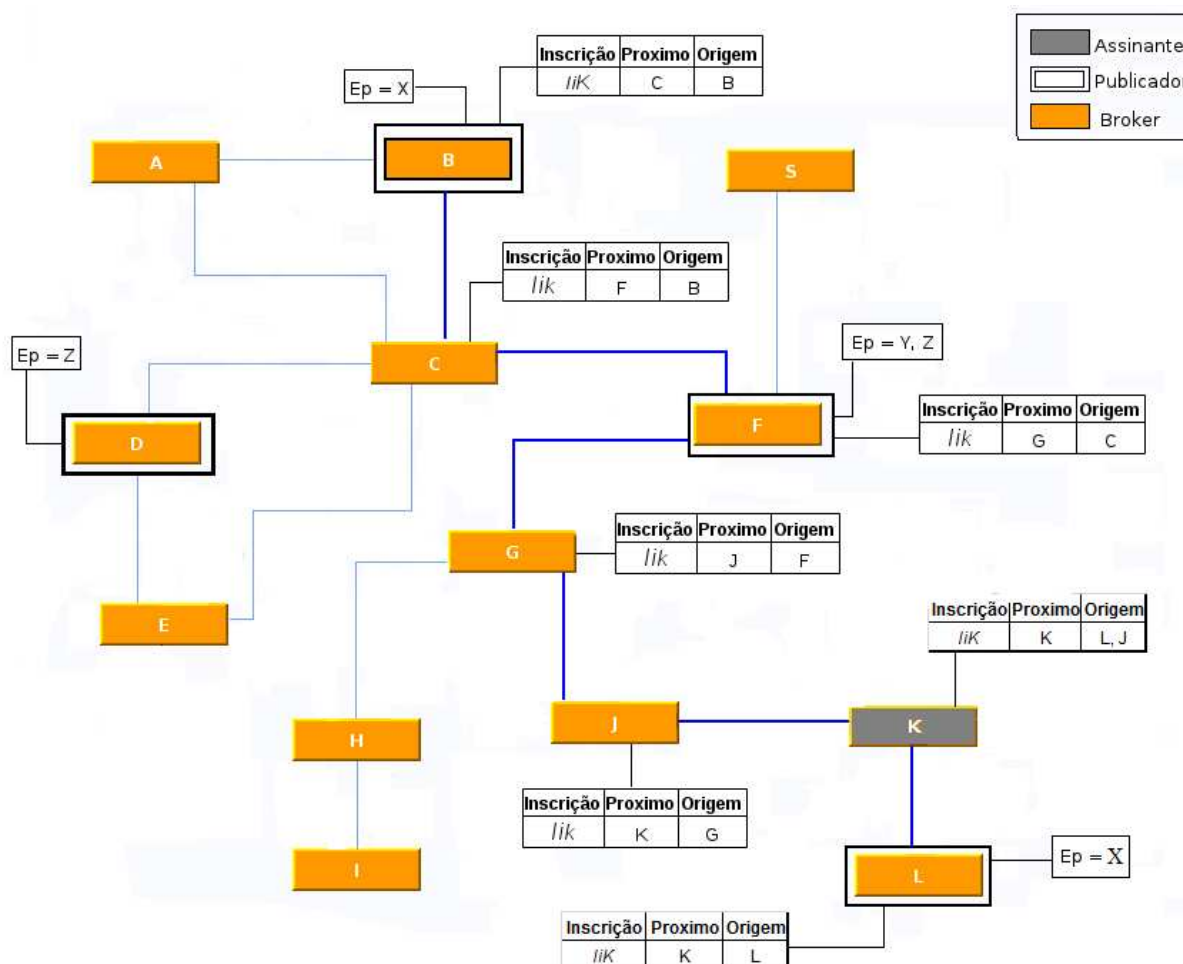 Assinante
Publicador
Broker
Inscrição Proximo Origem
IiK C B
Ep = X
A
B
S
Inscrição Proximo Origem
Iik F B
Ep = Z
Ep = Y, Z
C
Inscrição Proximo Origem
Iik G C
D
F
Inscrição Proximo Origem
Iik J F
G
E
Inscrição Proximo Origem
IiK K L, J
H
J
K
Inscrição Proximo Origem
Iik K G
I
L
Ep = X
Inscrição Proximo Origem
IiK K L